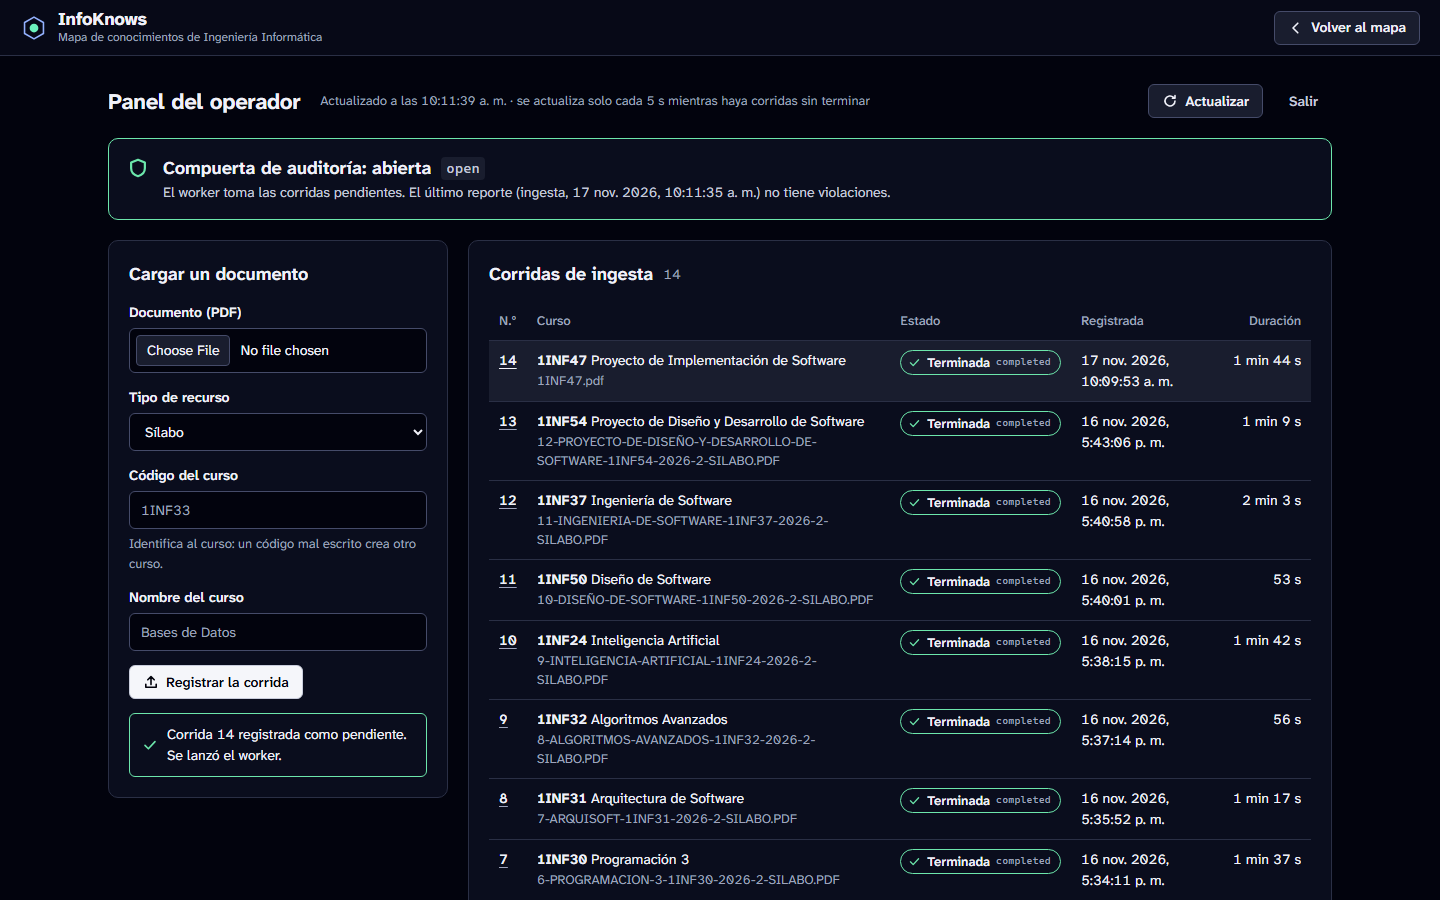 InfoKnows
Mapa de conocimientos de Ingeniería Informática
Volver al mapa
Panel del operador
Actualizado a las 10:11:39 a. m. · se actualiza solo cada 5 s mientras haya corridas sin terminar
Actualizar
Salir
Compuerta de auditoría: abierta open
El worker toma las corridas pendientes. El último reporte (ingesta, 17 nov. 2026, 10:11:35 a. m.) no tiene violaciones.
Cargar un documento
Documento (PDF)
Choose File No file chosen
Tipo de recurso
Sílabo
Código del curso
1INF33
Identifica al curso: un código mal escrito crea otro
curso.
Nombre del curso
Bases de Datos
Registrar la corrida
Corrida 14 registrada como pendiente.
Se lanzó el worker.
Corridas de ingesta 14
N.° Curso Estado Registrada Duración
14 1INF47 Proyecto de Implementación de Software Terminada completed 17 nov. 2026, 1 min 44 s
1INF47.pdf 10:09:53 a. m.
13 1INF54 Proyecto de Diseño y Desarrollo de Software Terminada completed 16 nov. 2026, 1 min 9 s
12-PROYECTO-DE-DISEÑO-Y-DESARROLLO-DE- 5:43:06 p. m.
SOFTWARE-1INF54-2026-2-SILABO.PDF
12 1INF37 Ingeniería de Software Terminada completed 16 nov. 2026, 2 min 3 s
11-INGENIERIA-DE-SOFTWARE-1INF37-2026-2- 5:40:58 p. m.
SILABO.PDF
11 1INF50 Diseño de Software Terminada completed 16 nov. 2026, 53 s
10-DISEÑO-DE-SOFTWARE-1INF50-2026-2-SILABO.PDF 5:40:01 p. m.
10 1INF24 Inteligencia Artificial Terminada completed 16 nov. 2026, 1 min 42 s
9-INTELIGENCIA-ARTIFICIAL-1INF24-2026-2- 5:38:15 p. m.
SILABO.PDF
9 1INF32 Algoritmos Avanzados Terminada completed 16 nov. 2026, 56 s
8-ALGORITMOS-AVANZADOS-1INF32-2026-2- 5:37:14 p. m.
SILABO.PDF
8 1INF31 Arquitectura de Software Terminada completed 16 nov. 2026, 1 min 17 s
7-ARQUISOFT-1INF31-2026-2-SILABO.PDF 5:35:52 p. m.
7 1INF30 Programación 3 Terminada completed 16 nov. 2026, 1 min 37 s
6-PROGRAMACION-3-1INF30-2026-2-SILABO.PDF 5:34:11 p. m.